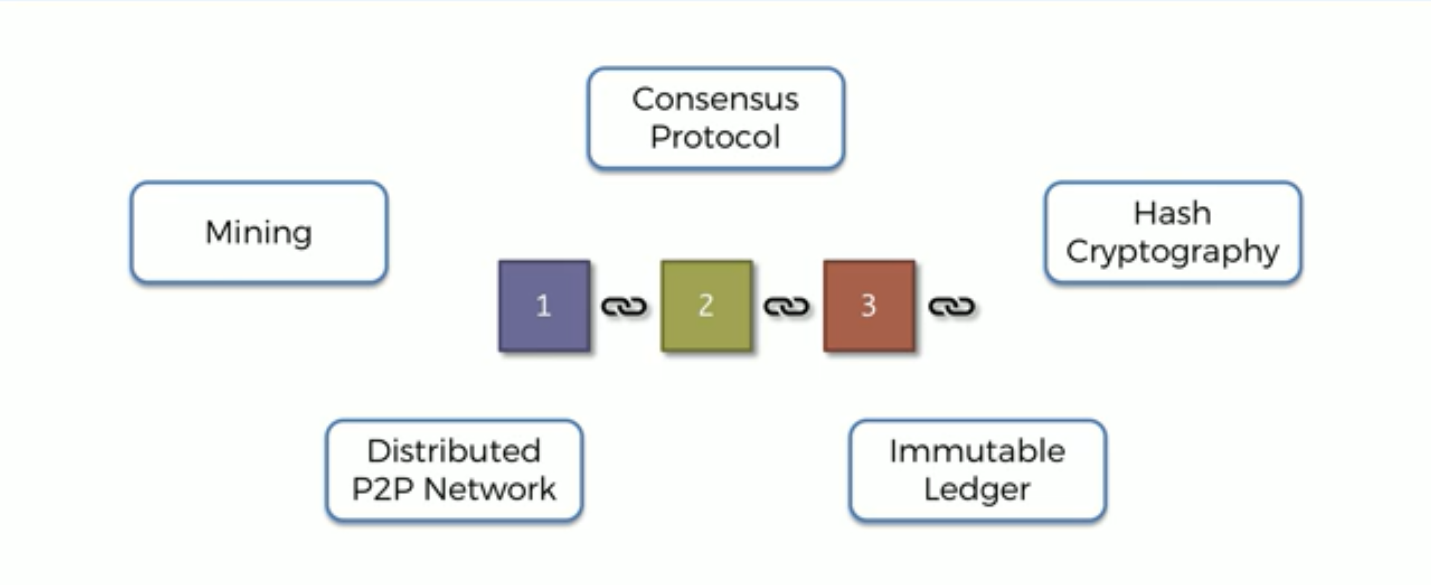 Consensus
Protocol
Mining
Hash
Cryptography
1
2
3
Distributed
P2P Network
Immutable
Ledger